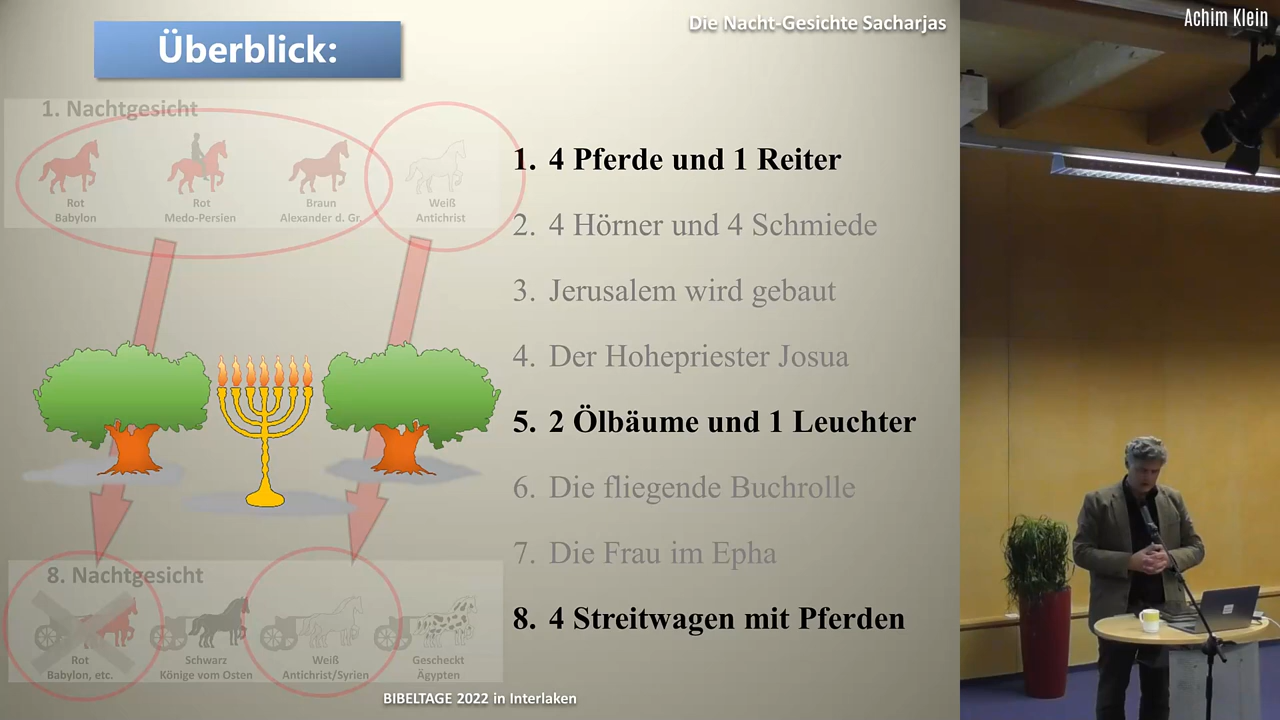 Die Nacht-Gesichte Sacharjas
Achim Klein
Überblick:
1. Nachtgesicht
Rot
Babylon
Rot
Medo-Persien
Braun
Alexander d. Gr.
Weiß
Antichrist
1. 4 Pferde und 1 Reiter
2. 4 Hörner und 4 Schmiede
3. Jerusalem wird gebaut
4. Der Hohepriester Josua
5. 2 Ölbäume und 1 Leuchter
6. Die fliegende Buchrolle
7. Die Frau im Epha
8. 4 Streitwagen mit Pferden
8. Nachtgesicht
Rot
Babylon, etc.
Schwarz
Könige vom Osten
Weiß
Antichrist/Syrien
Gescheckt
Ägypten
BIBELTAGE 2022 in Interlaken